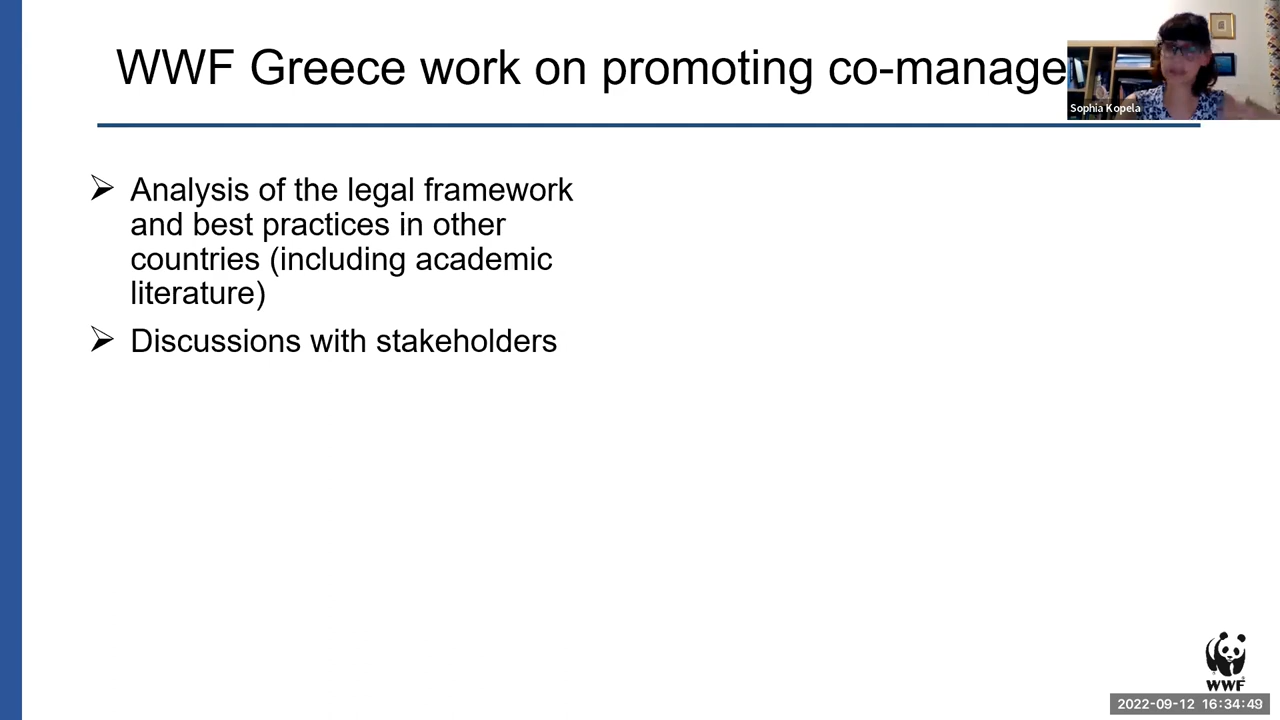 WWF Greece work on promoting co-manage
Sophia Kopela
Analysis of the legal framework
and best practices in other
countries (including academic
literature)
Discussions with stakeholders
WWF
2022-09-12 16:34:49